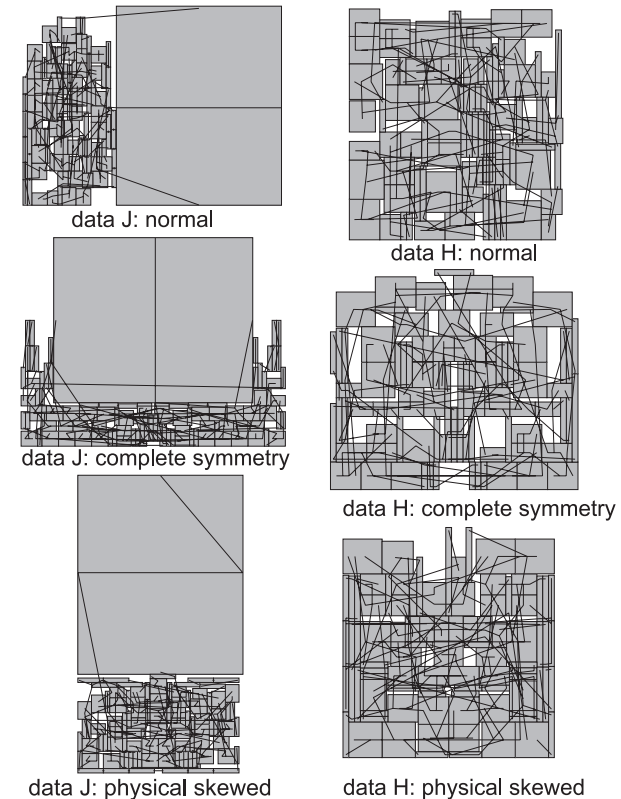 data J: normal
data H: normal
data J: complete symmetry
data H: complete symmetry
data J: physical skewed
data H: physical skewed